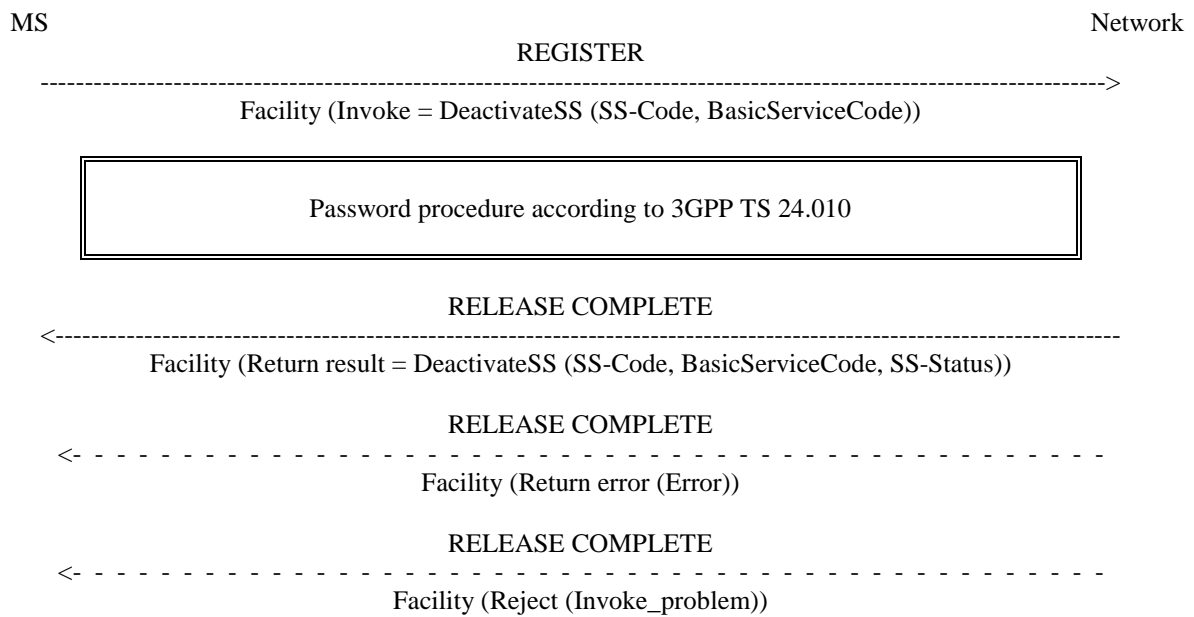 MS Network
REGISTER
Facility (Invoke = DeactivateSS (SS-Code, BasicServiceCode))
Password procedure according to 3GPP TS 24.010
RELEASE COMPLETE
Facility (Return result = DeactivateSS (SS-Code, BasicServiceCode, SS-Status))
RELEASE COMPLETE
Facility (Return error (Error))
RELEASE COMPLETE
Facility (Reject (Invoke_problem))